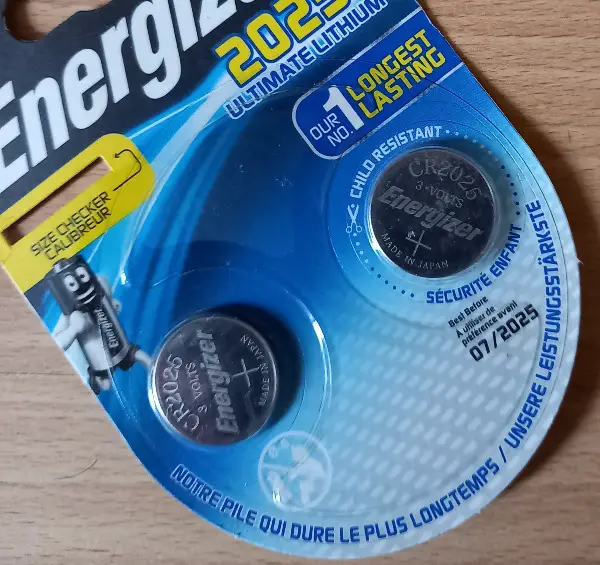 Energizer
2025
ULTIMATE LITHIUM
OUR
NO.1
LONGEST
LASTING
SIZE CHECKER
CALIBREUR
CHILD RESISTANT
CR2025
3-VOLTS
Energizer
+
MADE IN JAPAN
SÉCURITÉ ENFANT
Best Before
À utiliser de
préférence avant
07/2025
Energizer
CR2025
3 VOLTS
Energizer
+
MADE IN JAPAN
NOTRE PILE QUI DURE LE PLUS LONGTEMPS / UNSERE LEISTUNGSSTÄRKSTE